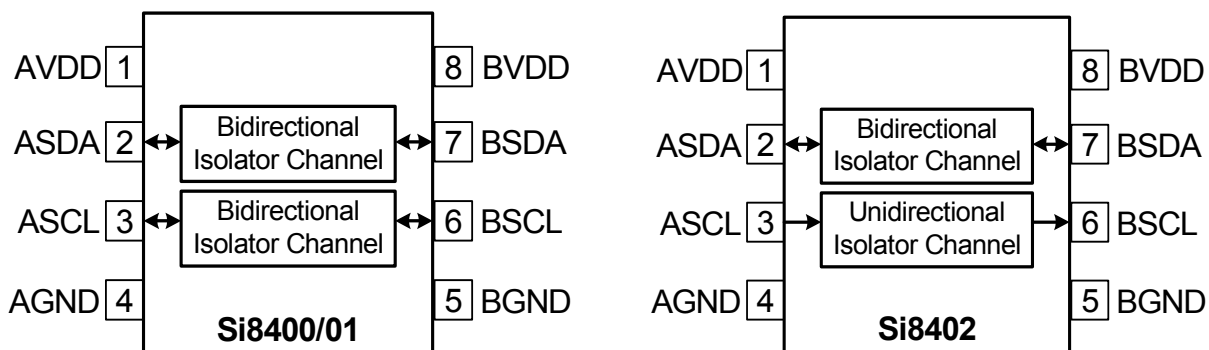 AVDD 1 8 BVDD
ASDA 2 Bidirectional Isolator Channel 7 BSDA
ASCL 3 Bidirectional Isolator Channel 6 BSCL
AGND 4 5 BGND
Si8400/01
AVDD 1 8 BVDD
ASDA 2 Bidirectional Isolator Channel 7 BSDA
ASCL 3 Unidirectional Isolator Channel 6 BSCL
AGND 4 5 BGND
Si8402